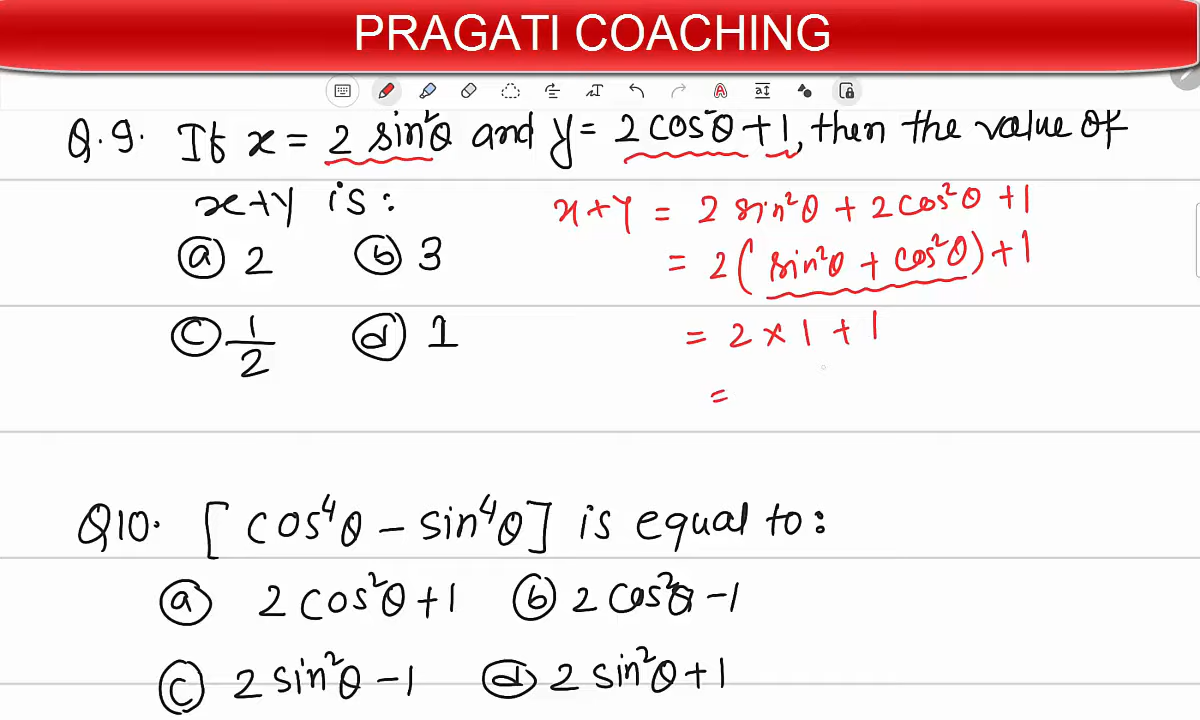 PRAGATI COACHING
Q.9. If x = 2 sin²θ and y = 2 cos²θ + 1, then the value of
x+y is:
x + y = 2 sin²θ + 2cos²θ + 1
ⓐ 2 ⓑ 3
= 2 ( sin²θ + cos²θ ) + 1
ⓒ 1/2 ⓓ 1
= 2 × 1 + 1
=
Q10. [ cos⁴θ – sin⁴θ ] is equal to:
ⓐ 2 cos²θ + 1 ⓑ 2 cos²θ – 1
ⓒ 2 sin²θ – 1 ⓓ 2 sin²θ + 1